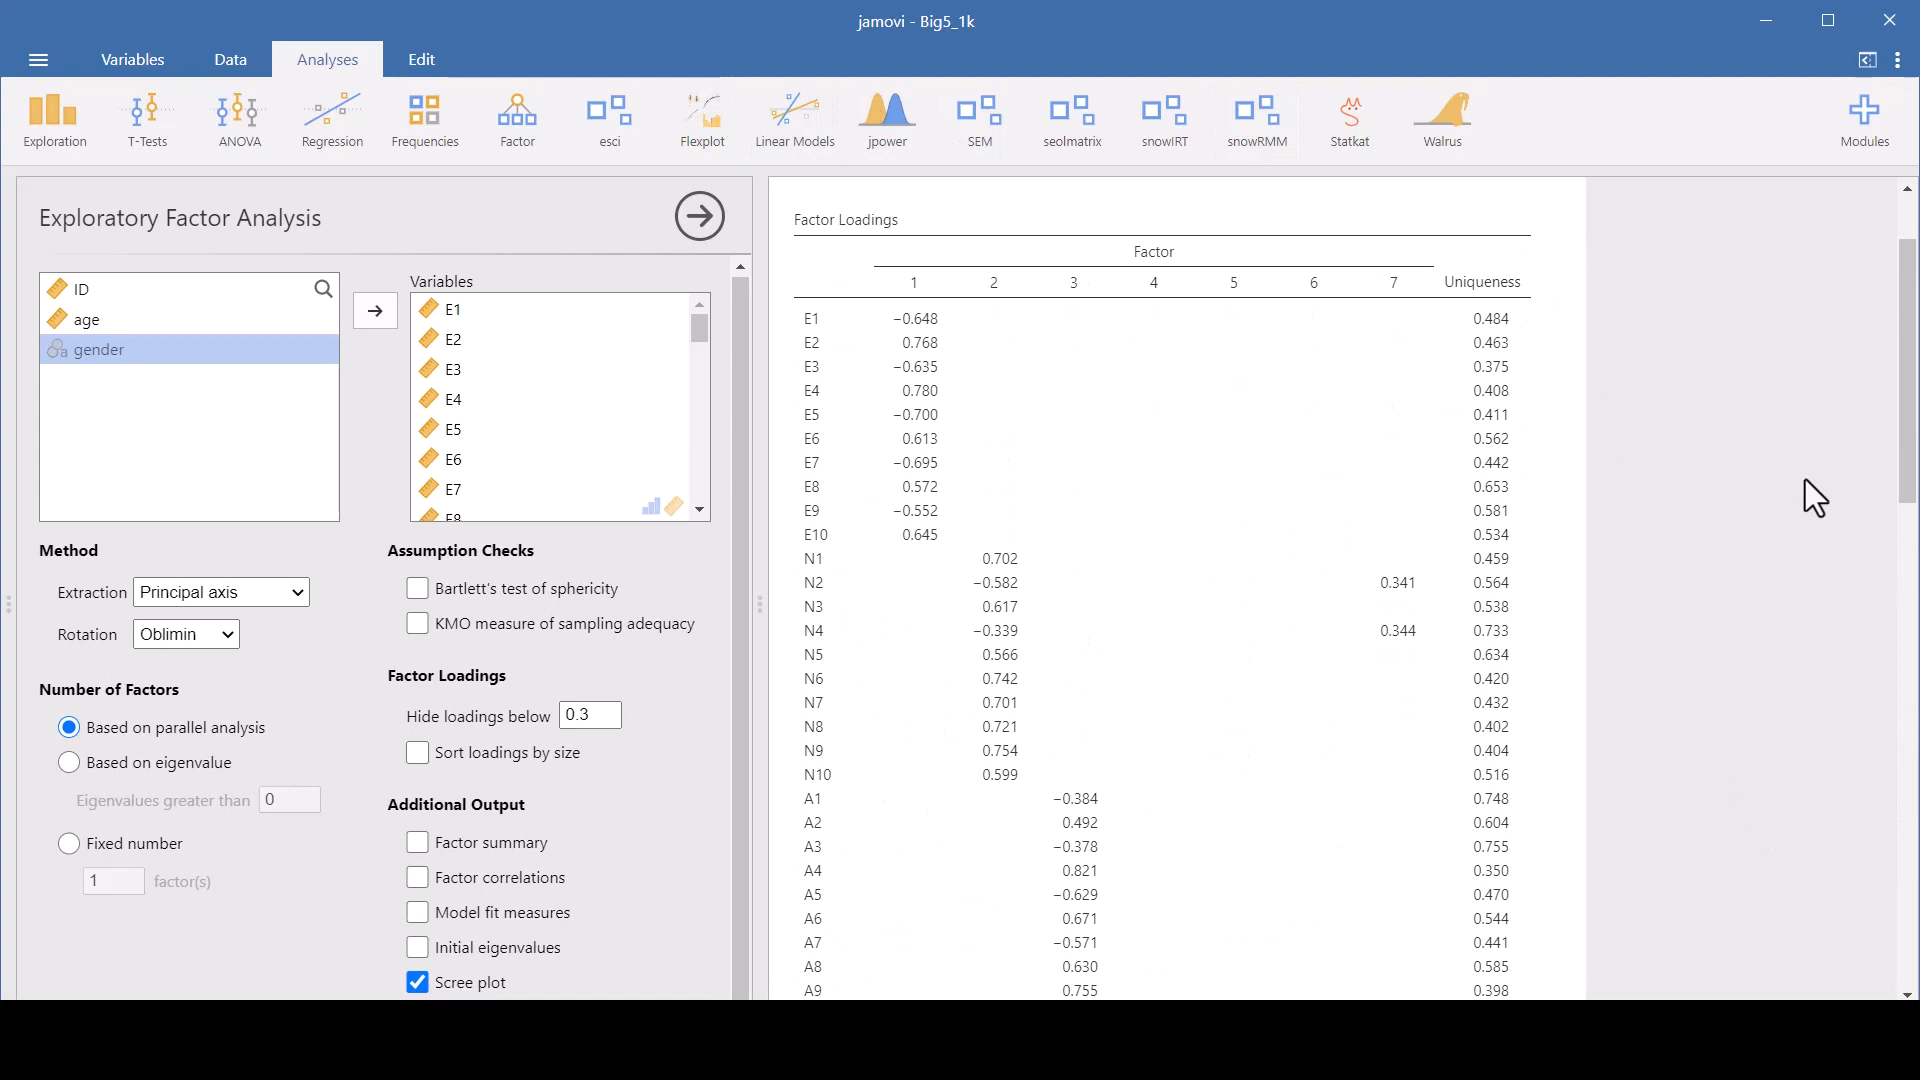 jamovi - Big5_1k
Variables Data Analyses Edit
Exploration T-Tests ANOVA Regression Frequencies Factor esci Flexplot Linear Models jpower SEM seolmatrix snowIRT snowRMM Statkat Walrus Modules
Exploratory Factor Analysis
ID
age
gender
Variables
E1
E2
E3
E4
E5
E6
E7
E8
Method
Extraction Principal axis
Rotation Oblimin
Number of Factors
Based on parallel analysis
Based on eigenvalue
Eigenvalues greater than 0
Fixed number
1 factor(s)
Assumption Checks
Bartlett's test of sphericity
KMO measure of sampling adequacy
Factor Loadings
Hide loadings below 0.3
Sort loadings by size
Additional Output
Factor summary
Factor correlations
Model fit measures
Initial eigenvalues
Scree plot
Factor Loadings
Factor
1 2 3 4 5 6 7 Uniqueness
E1 −0.648 0.484
E2 0.768 0.463
E3 −0.635 0.375
E4 0.780 0.408
E5 −0.700 0.411
E6 0.613 0.562
E7 −0.695 0.442
E8 0.572 0.653
E9 −0.552 0.581
E10 0.645 0.534
N1 0.702 0.459
N2 −0.582 0.341 0.564
N3 0.617 0.538
N4 −0.339 0.344 0.733
N5 0.566 0.634
N6 0.742 0.420
N7 0.701 0.432
N8 0.721 0.402
N9 0.754 0.404
N10 0.599 0.516
A1 −0.384 0.748
A2 0.492 0.604
A3 −0.378 0.755
A4 0.821 0.350
A5 −0.629 0.470
A6 0.671 0.544
A7 −0.571 0.441
A8 0.630 0.585
A9 0.755 0.398